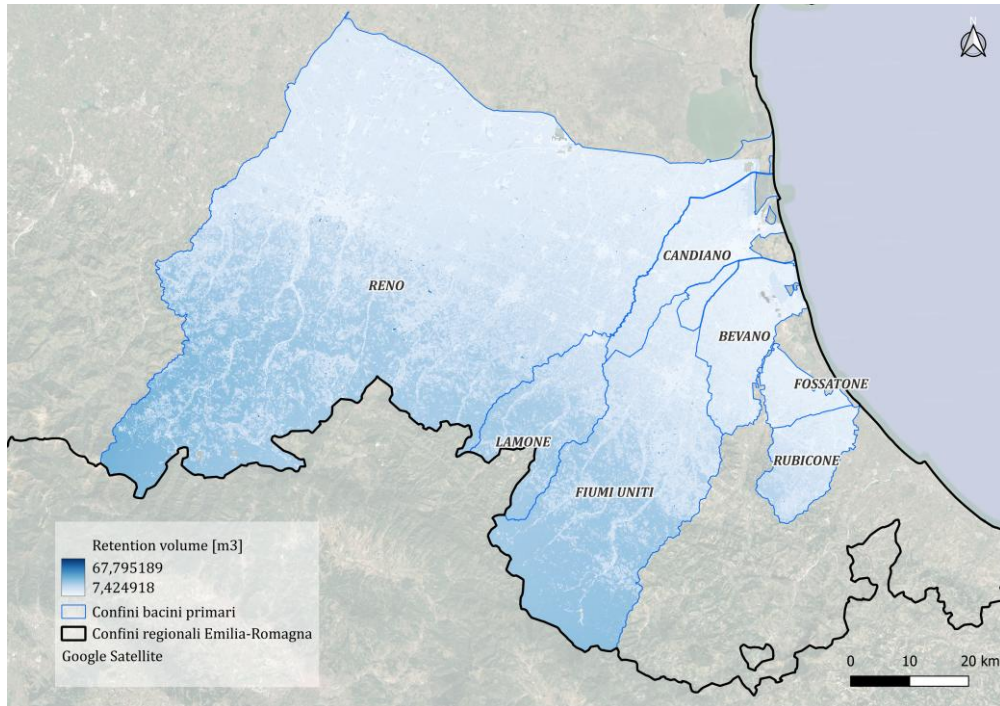 N
CANDIANO
RENO
BEVANO
FOSSATONE
LAMONE
RUBICONE
FIUMI UNITI
Retention volume [m3]
67,795189
7,424918
Confini bacini primari
Confini regionali Emilia-Romagna
Google Satellite
0 10 20 km